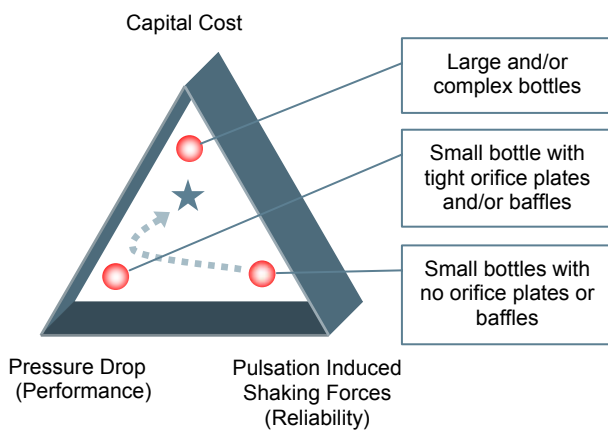 Capital Cost
Large and/or
complex bottles
Small bottle with
tight orifice plates
and/or baffles
Small bottles with
no orifice plates or
baffles
Pressure Drop
(Performance)
Pulsation Induced
Shaking Forces
(Reliability)